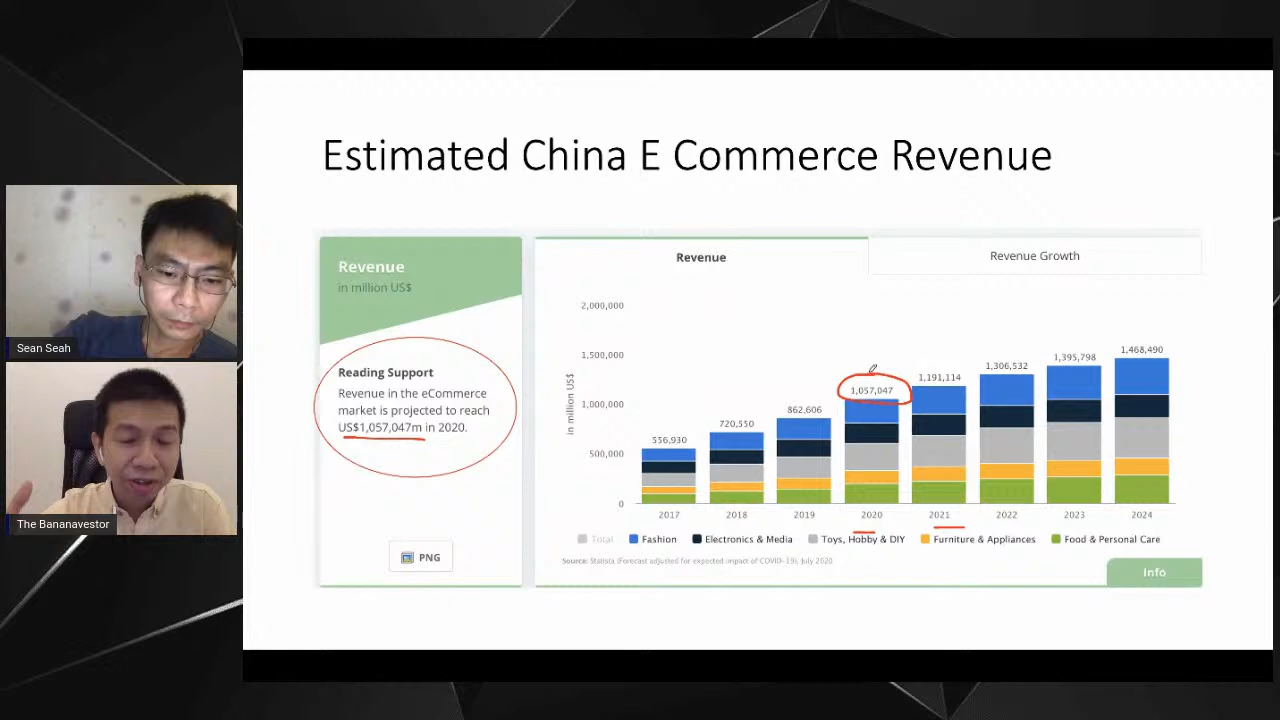 Estimated China E Commerce Revenue
Revenue
in million US$
Reading Support
Revenue in the eCommerce
market is projected to reach
US$1,057,047m in 2020.
PNG
Revenue
Revenue Growth
in million US$
2,000,000
1,500,000
1,000,000
500,000
0
556,930
720,550
862,606
1,057,047
1,191,114
1,306,532
1,395,798
1,468,490
2017 2018 2019 2020 2021 2022 2023 2024
Total Fashion Electronics & Media Toys, Hobby & DIY Furniture & Appliances Food & Personal Care
Source: Statista (Forecast adjusted for expected impact of COVID-19), July 2020
Info
Sean Seah
The Bananavestor